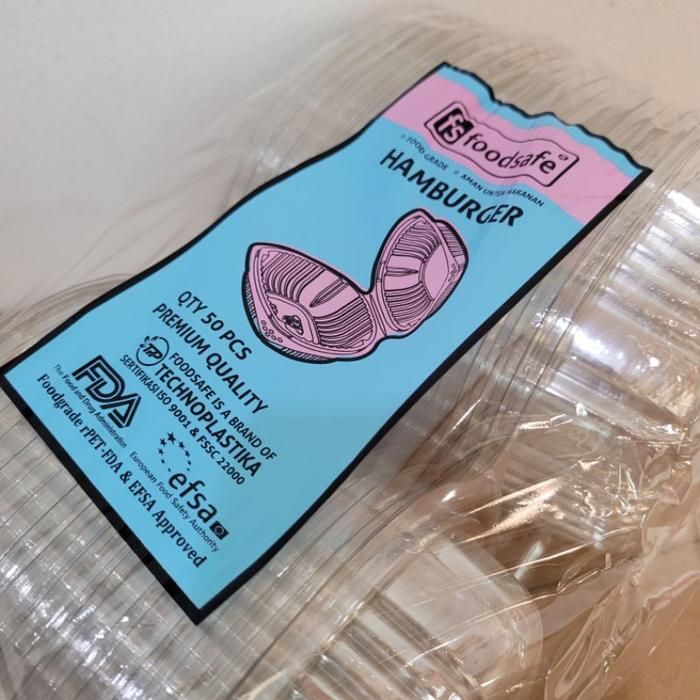 fs foodsafe
FOOD GRADE AMAN UNTUK MAKANAN
HAMBURGER
QTY 50 PCS
PREMIUM QUALITY
TP FOODSAFE IS A BRAND OF
TECHNOPLASTIKA
SERTIFIKASI ISO 9001 & FSSC 22000
FDA
The Food and Drug Administration
efsa
European Food Safety Authority
Foodgrade rPET-FDA & EFSA Approved